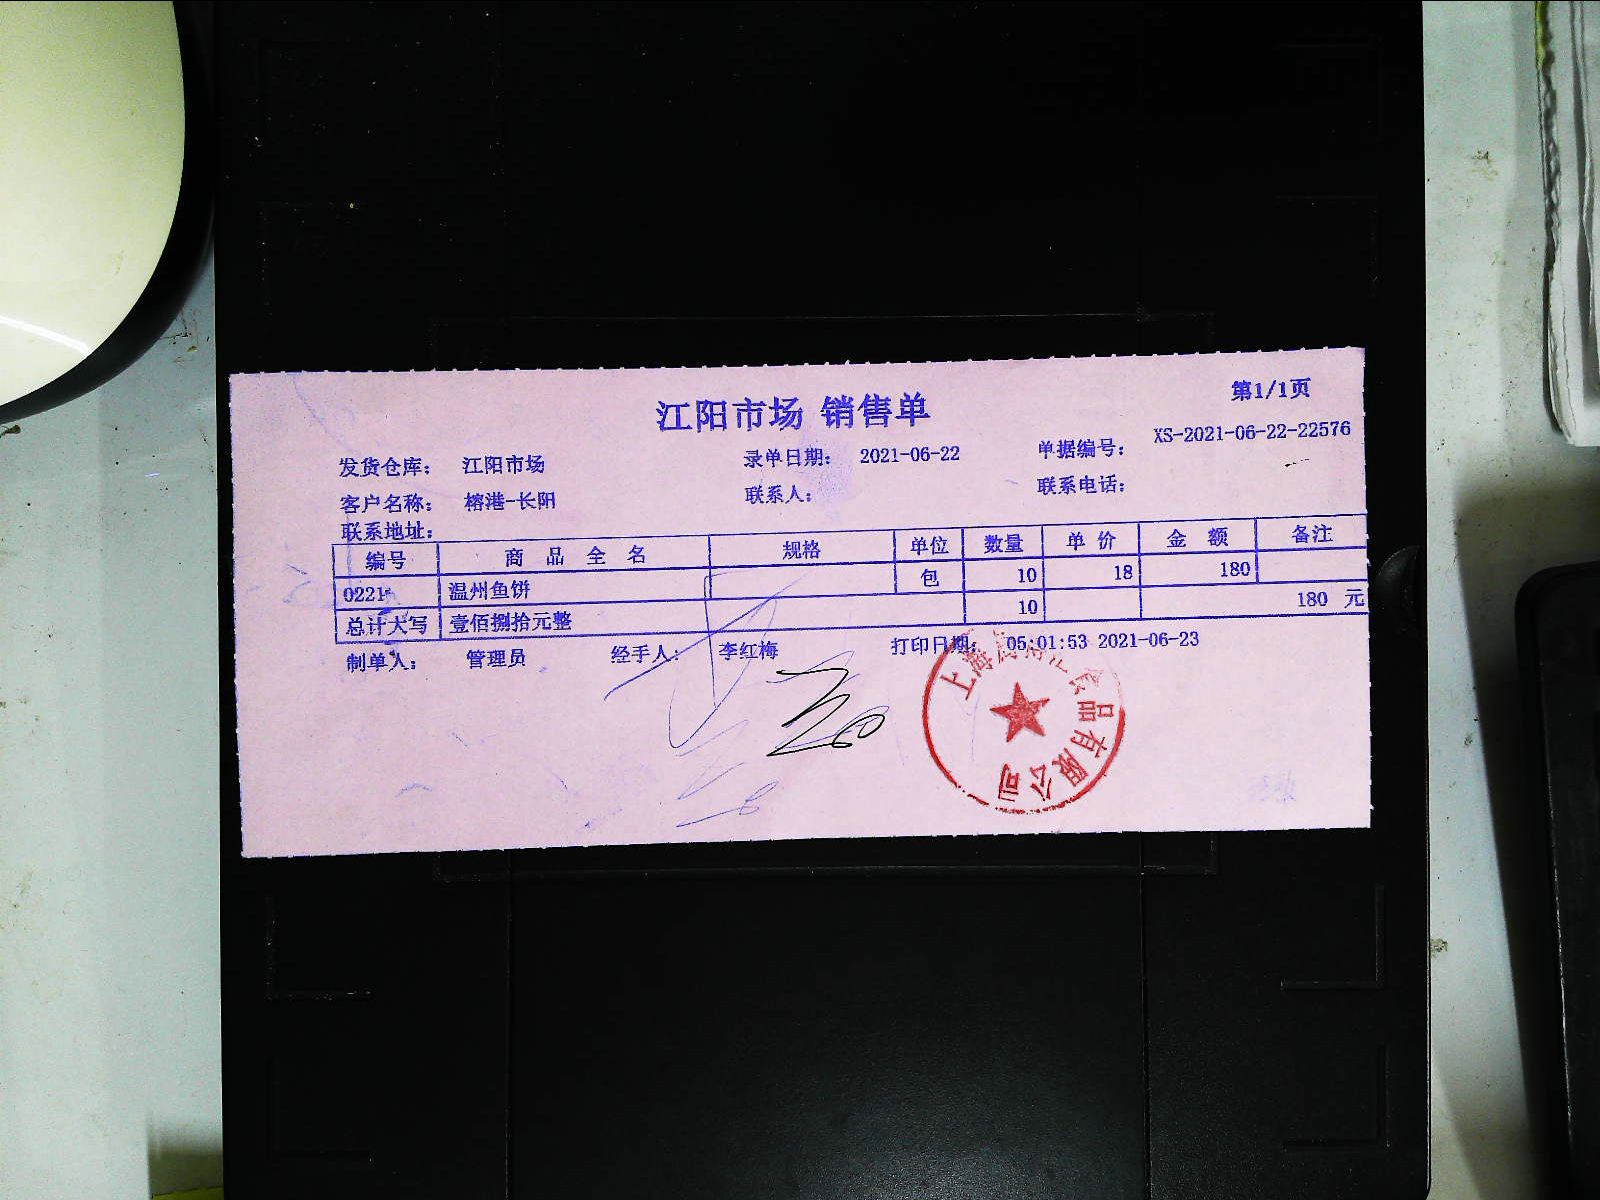 第1/1页
江阳市场 销售单
发货仓库： 江阳市场 录单日期： 2021-06-22 单据编号： XS-2021-06-22-22576
客户名称： 榕港-长阳 联系人： 联系电话：
联系地址：
编号 商 品 全 名 规格 单位 数量 单 价 金 额 备注
0221 温州鱼饼 包 10 18 180
总计大写 壹佰捌拾元整 10 180 元
制单人： 管理员 经手人： 李红梅 打印日期： 05:01:53 2021-06-23
上海 食品有限公司